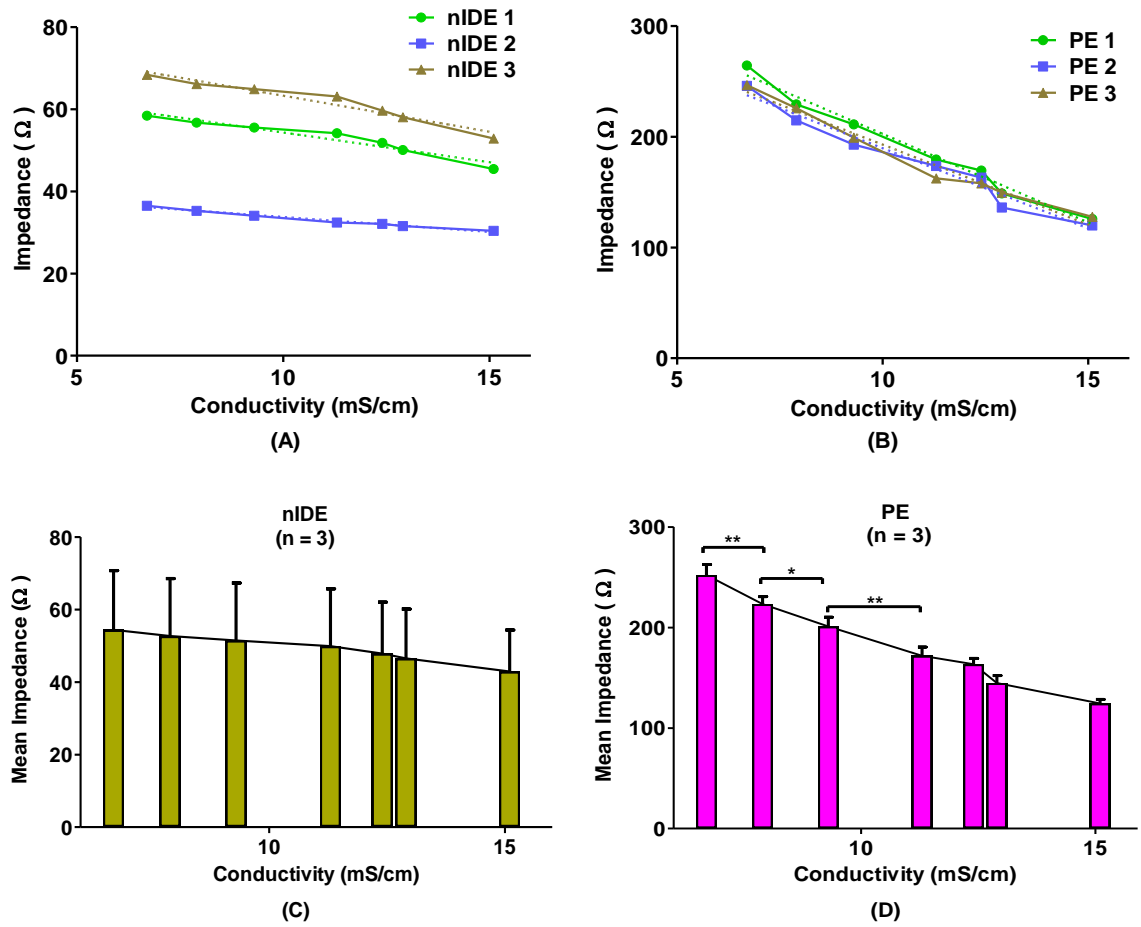 80
60
40
20
0
Impedance ( Ω )
nIDE 1
nIDE 2
nIDE 3
5
10
15
Conductivity (mS/cm)
(A)
300
200
100
0
Impedance ( Ω )
PE 1
PE 2
PE 3
5
10
15
Conductivity (mS/cm)
(B)
nIDE
(n = 3)
80
60
40
20
0
Mean Impedance (Ω )
10
15
Conductivity (mS/cm)
(C)
PE
(n = 3)
300
200
100
0
Mean Impedance ( Ω )
**
*
**
10
15
Conductivity (mS/cm)
(D)